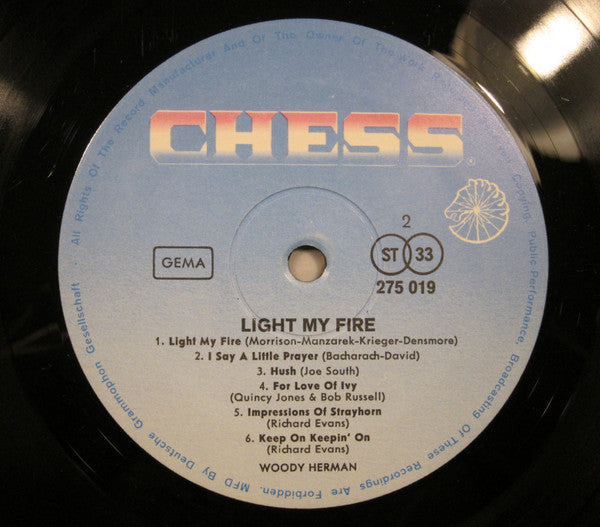 All Rights Of The Record Manufacturer And Of The Owner Of The Work
Copying, Public Performance, Broadcasting Of These Recordings Are Forbidden. MFD By Deutsche Grammophon Gesellschaft .
CHESS
2
GEMA
ST 33
275 019
LIGHT MY FIRE
1. Light My Fire (Morrison-Manzarek-Krieger-Densmore)
2. I Say A Little Prayer (Bacharach-David)
3. Hush (Joe South)
4. For Love Of Ivy
(Quincy Jones & Bob Russell)
5. Impressions Of Strayhorn
(Richard Evans)
6. Keep On Keepin' On
(Richard Evans)
WOODY HERMAN